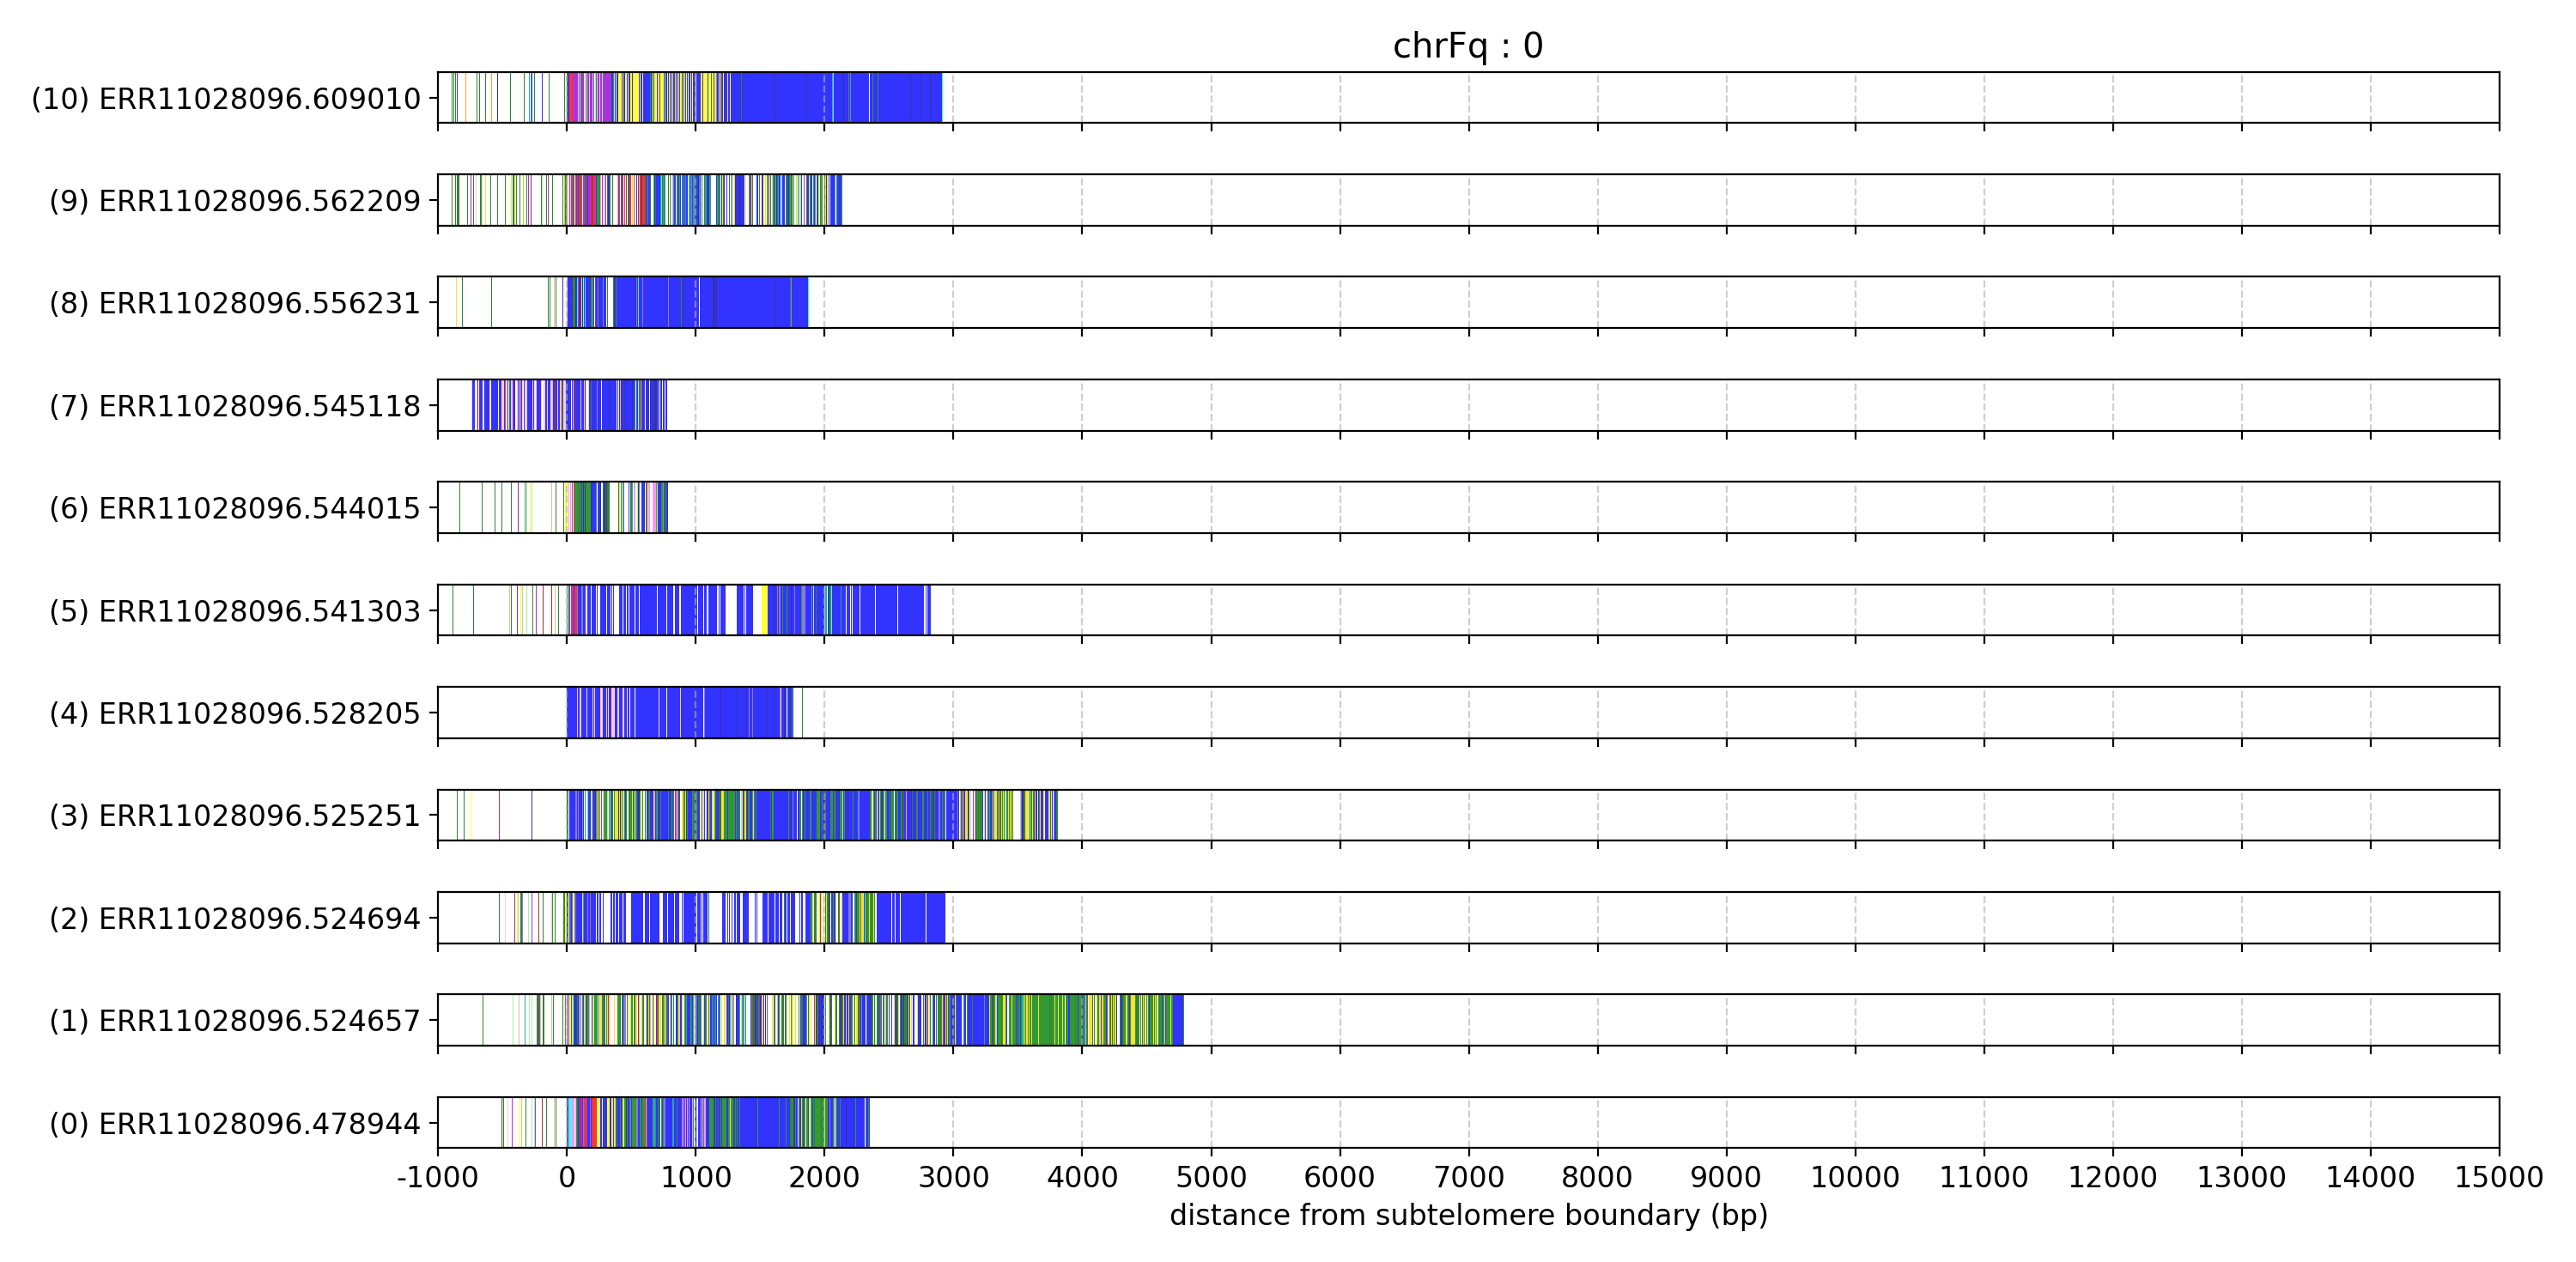 chrFq : 0
(10) ERR11028096.609010
(9) ERR11028096.562209
(8) ERR11028096.556231
(7) ERR11028096.545118
(6) ERR11028096.544015
(5) ERR11028096.541303
(4) ERR11028096.528205
(3) ERR11028096.525251
(2) ERR11028096.524694
(1) ERR11028096.524657
(0) ERR11028096.478944
-1000 0 1000 2000 3000 4000 5000 6000 7000 8000 9000 10000 11000 12000 13000 14000 15000
distance from subtelomere boundary (bp)